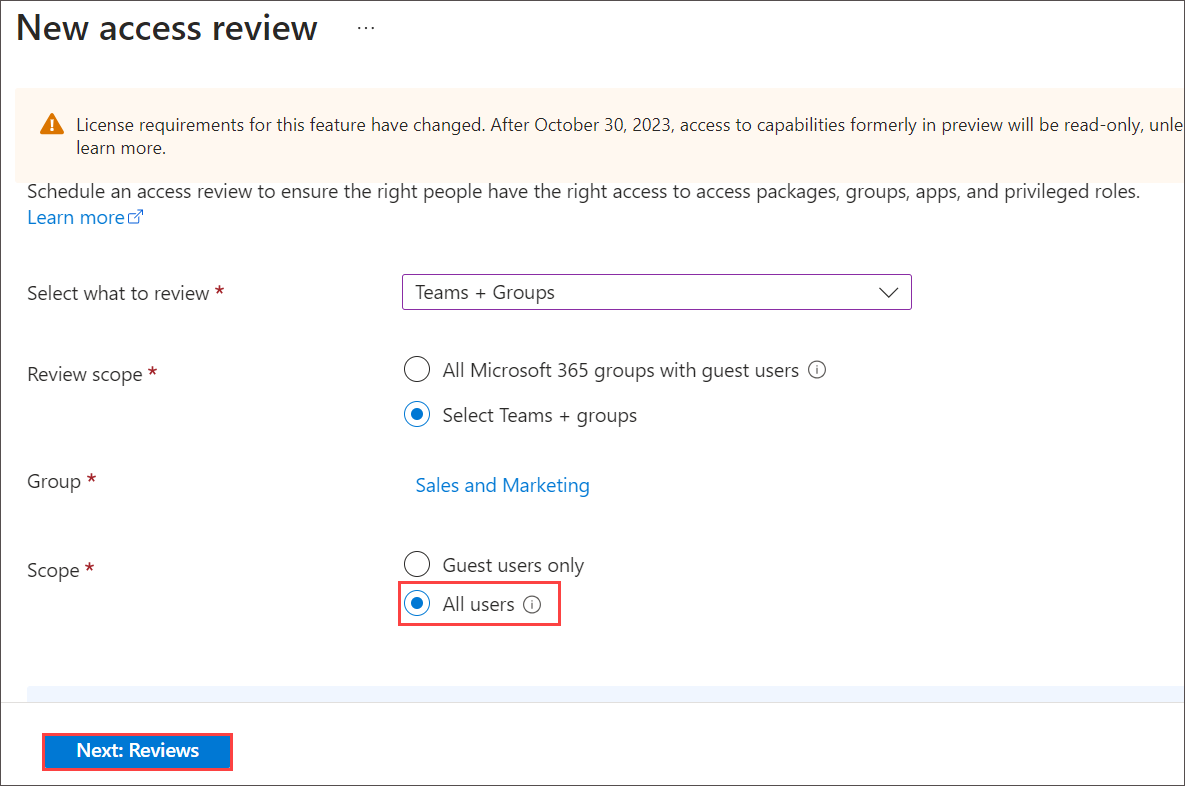 New access review ...
License requirements for this feature have changed. After October 30, 2023, access to capabilities formerly in preview will be read-only, unle
learn more.
Schedule an access review to ensure the right people have the right access to access packages, groups, apps, and privileged roles.
Learn more
Select what to review *
Teams + Groups
Review scope *
All Microsoft 365 groups with guest users
Select Teams + groups
Group *
Sales and Marketing
Scope *
Guest users only
All users
Next: Reviews